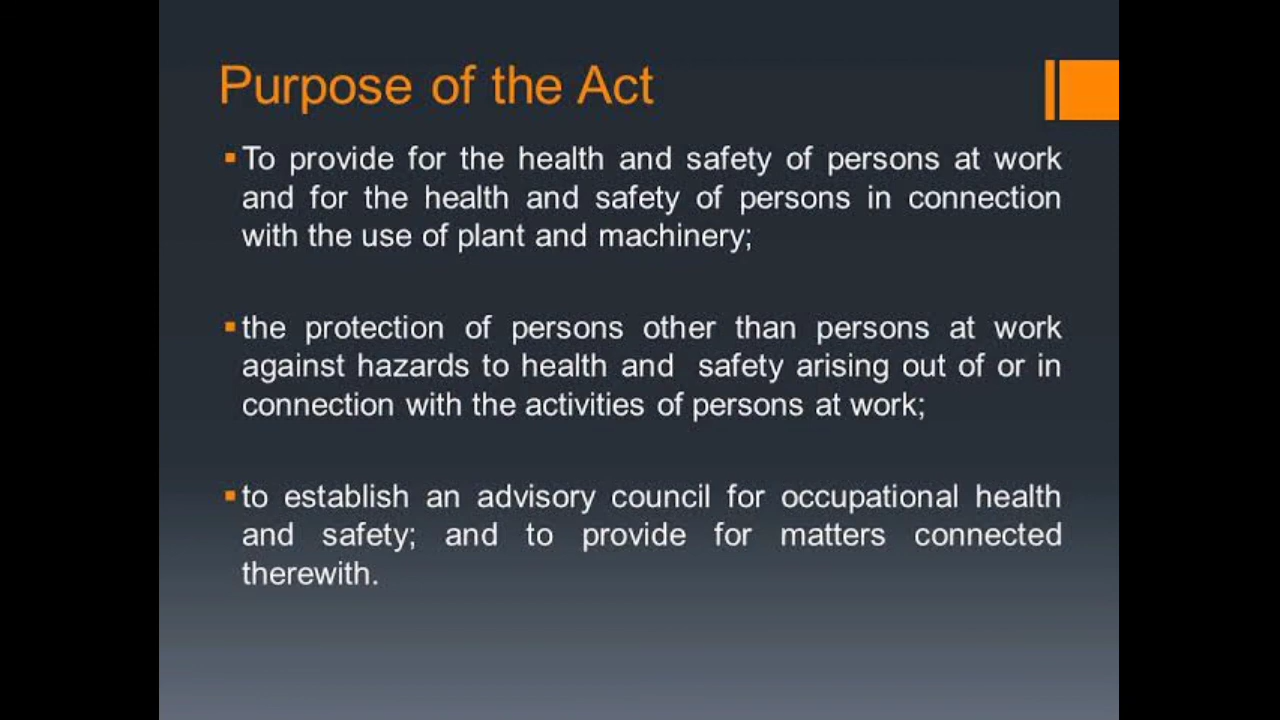 Purpose of the Act
▪To provide for the health and safety of persons at work
and for the health and safety of persons in connection
with the use of plant and machinery;
▪the protection of persons other than persons at work
against hazards to health and safety arising out of or in
connection with the activities of persons at work;
▪to establish an advisory council for occupational health
and safety; and to provide for matters connected
therewith.